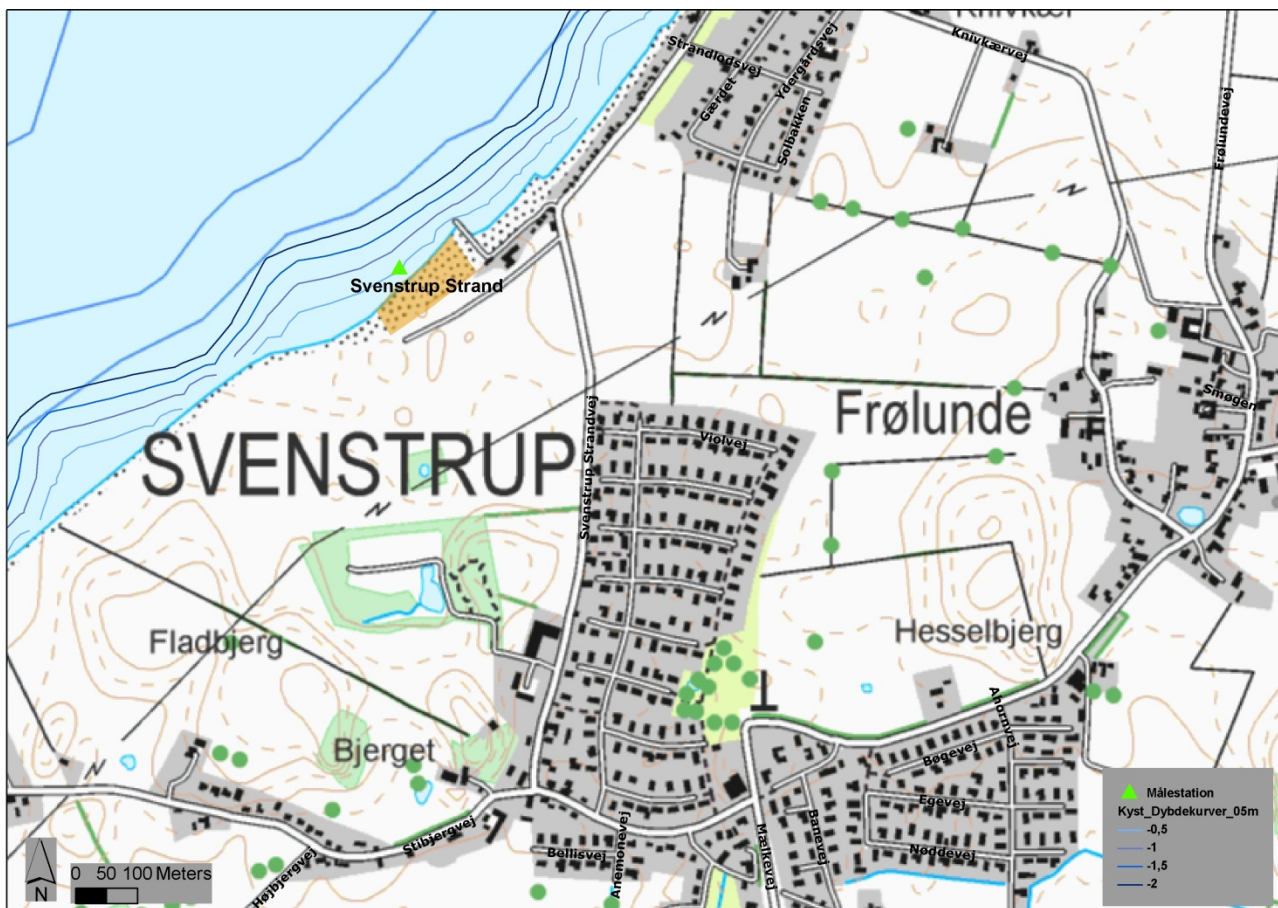 Knivkær
Strandlodsvej
Gærdet
Ydergårdsvej
Solbakken
Knivkærvej
Frølundevej
Svenstrup Strand
SVENSTRUP
Svenstrup Strandvej
Violvej
Frølunde
Smøgen
Fladbjerg
Hesselbjerg
Bjerget
Ahornvej
Bøgevej
Egevej
Nøddevej
Banevej
Mælkevej
Stibjergvej
Højbjergvej
Bellisvej
Anemonevej
N
0 50 100 Meters
Målestation
Kyst_Dybdekurver_05m
-0,5
-1
-1,5
-2